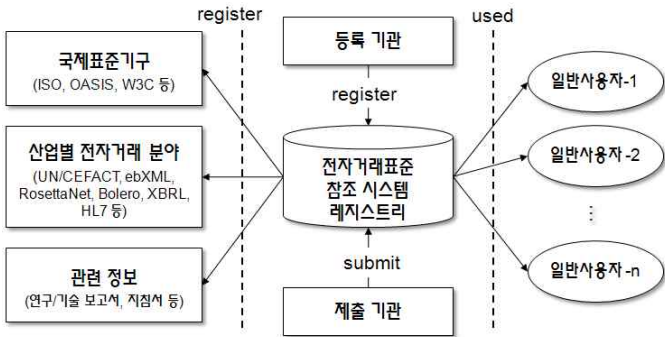 register
used
국제표준기구
(ISO, OASIS, W3C 등)
산업별 전자거래 분야
(UN/CEFACT, ebXML,
RosettaNet, Bolero, XBRL,
HL7 등)
관련 정보
(연구/기술 보고서, 지침서 등)
등록 기관
register
전자거래표준
참조 시스템
레지스트리
submit
제출 기관
일반사용자-1
일반사용자-2
⋮
일반사용자-n